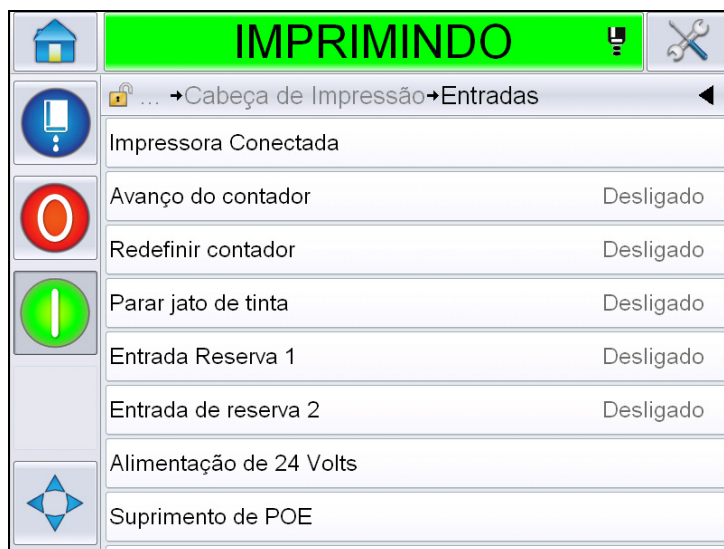 IMPRIMINDO
... →Cabeça de Impressão→Entradas
Impressora Conectada
Avanço do contador Desligado
Redefinir contador Desligado
Parar jato de tinta Desligado
Entrada Reserva 1 Desligado
Entrada de reserva 2 Desligado
Alimentação de 24 Volts
Suprimento de POE